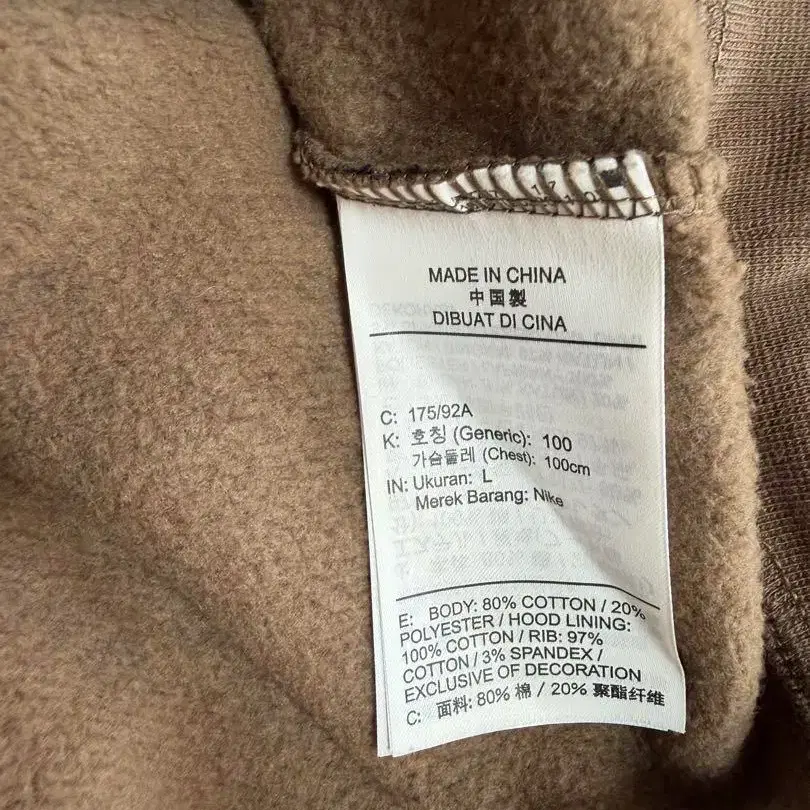 MADE IN CHINA
中国製
DIBUAT DI CINA
C: 175/92A
K: 호칭 (Generic): 100
가슴둘레 (Chest): 100cm
IN: Ukuran: L
Merek Barang: Nike
E: BODY: 80% COTTON / 20%
POLYESTER / HOOD LINING:
100% COTTON / RIB: 97%
COTTON / 3% SPANDEX /
EXCLUSIVE OF DECORATION
C: 面料: 80% 棉 / 20% 聚酯纤维